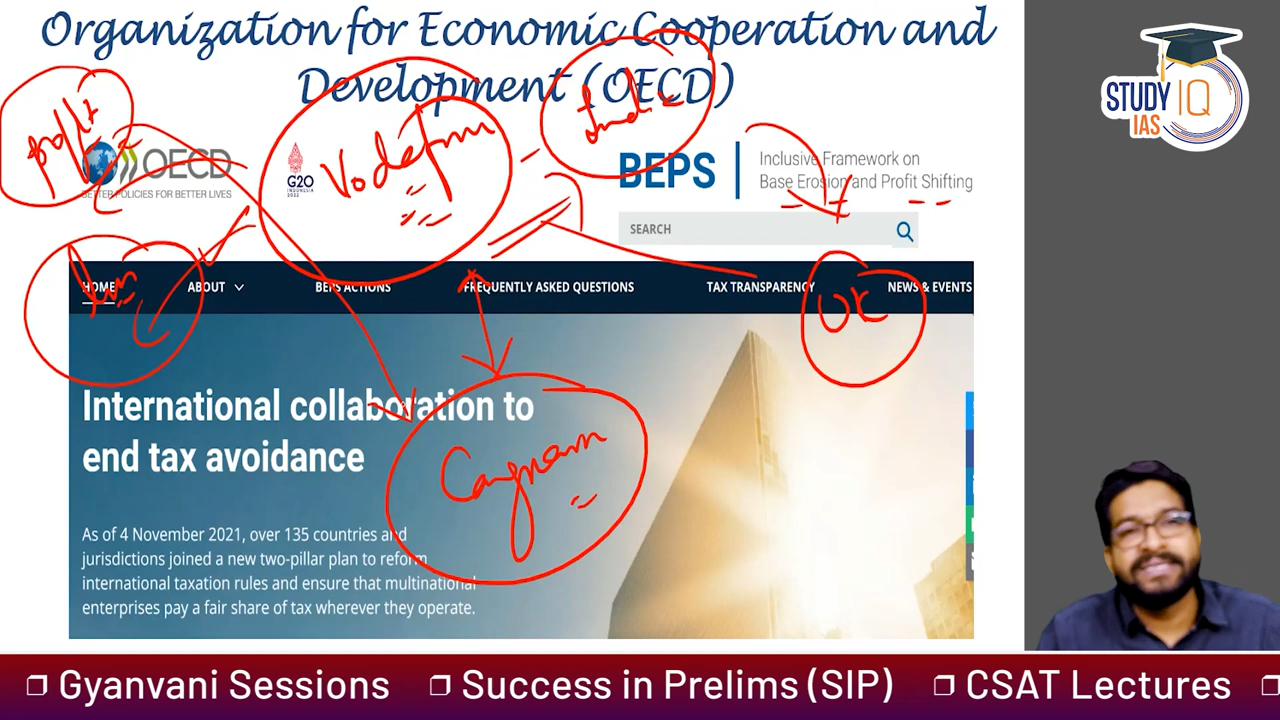 Organization for Economic Cooperation and
Development (OECD)
STUDY IQ
IAS
profit
OECD
BETTER POLICIES FOR BETTER LIVES
G20
INDONESIA
2022
Vodafone
India
BEPS
Inclusive Framework on
Base Erosion and Profit Shifting
SEARCH
HOME
ABOUT
BEPS ACTIONS
FREQUENTLY ASKED QUESTIONS
TAX TRANSPARENCY
NEWS & EVENTS
UK
International collaboration to
end tax avoidance
Cayman
As of 4 November 2021, over 135 countries and
jurisdictions joined a new two-pillar plan to reform
international taxation rules and ensure that multinational
enterprises pay a fair share of tax wherever they operate.
❐ Gyanvani Sessions ❐ Success in Prelims (SIP) ❐ CSAT Lectures ❐